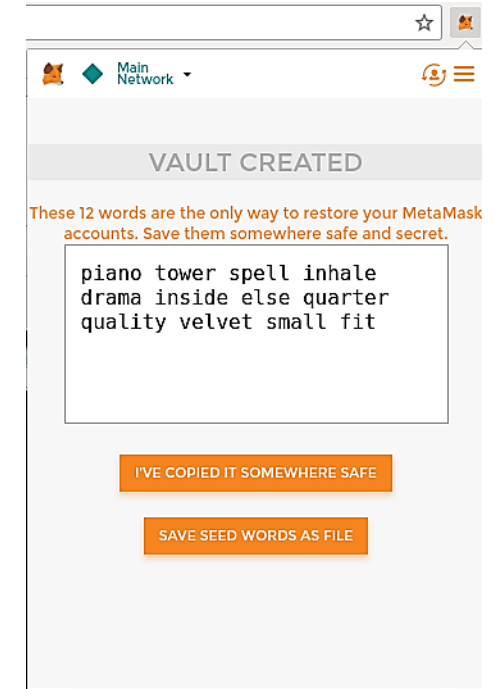 Main
Network
VAULT CREATED
These 12 words are the only way to restore your MetaMask
accounts. Save them somewhere safe and secret.
piano tower spell inhale
drama inside else quarter
quality velvet small fit
I'VE COPIED IT SOMEWHERE SAFE
SAVE SEED WORDS AS FILE